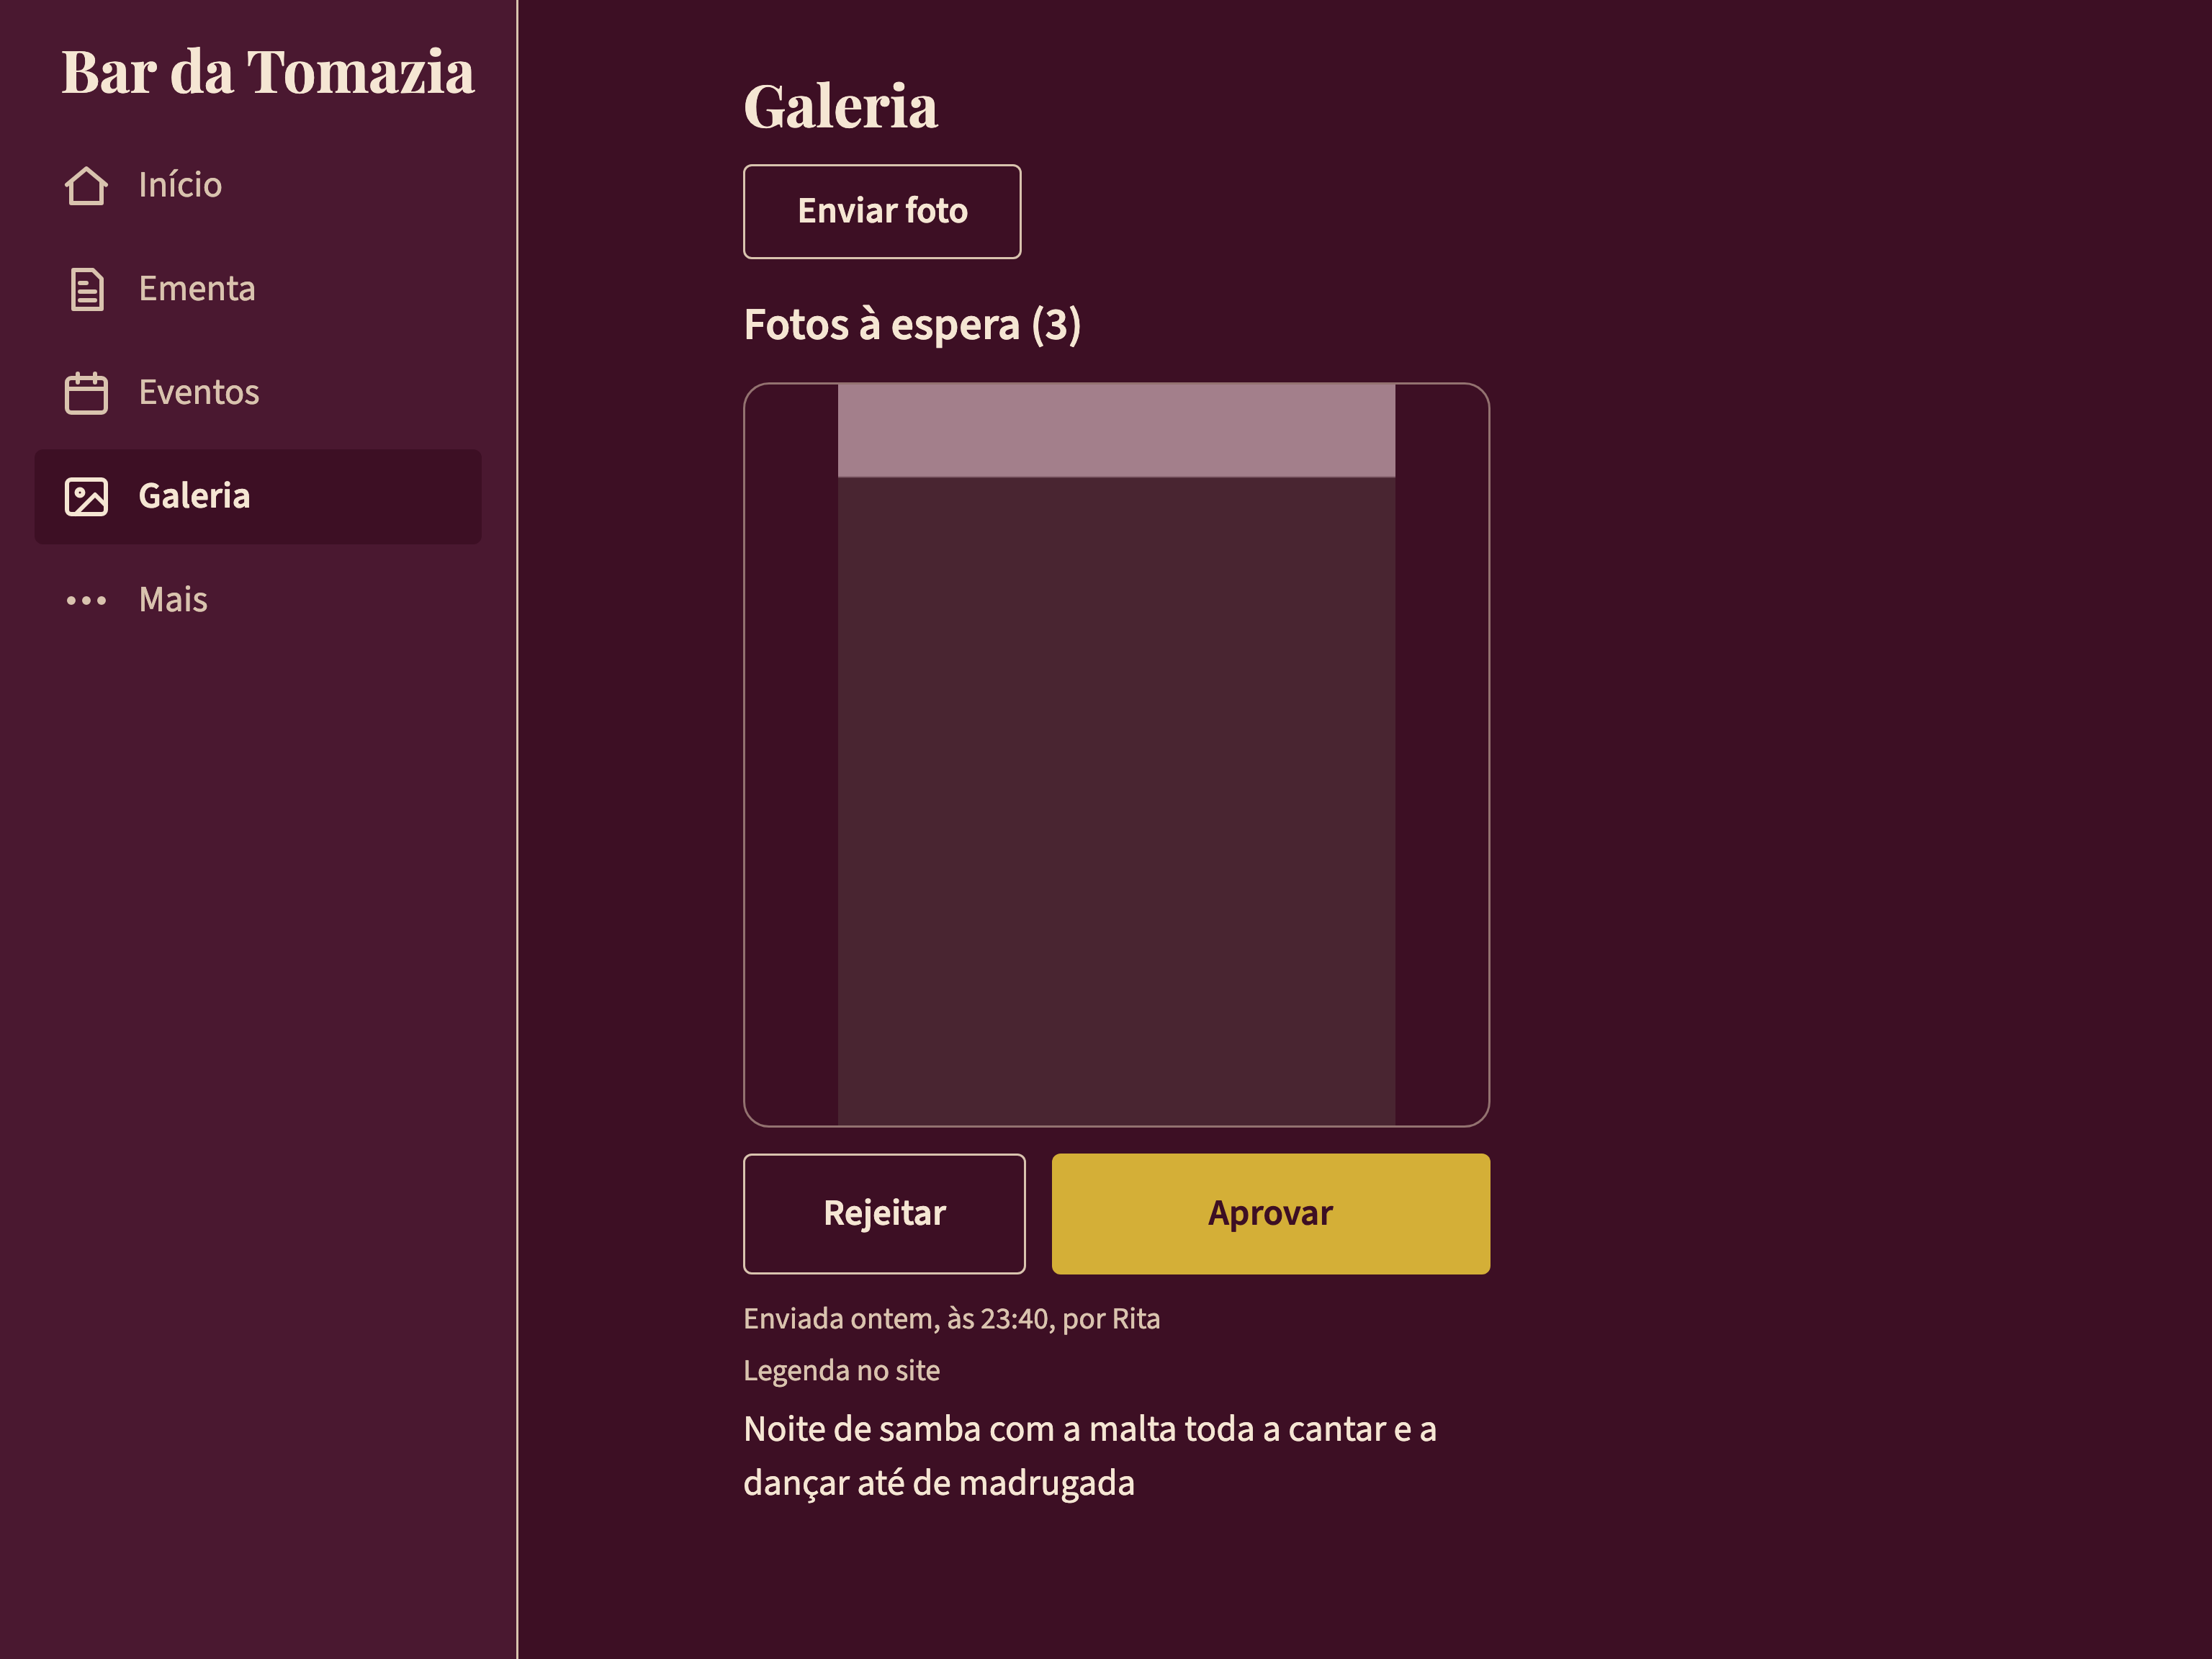 Bar da Tomazia
Início
Ementa
Eventos
Galeria
Mais
Galeria
Enviar foto
Fotos à espera (3)
Rejeitar
Aprovar
Enviada ontem, às 23:40, por Rita
Legenda no site
Noite de samba com a malta toda a cantar e a
dançar até de madrugada